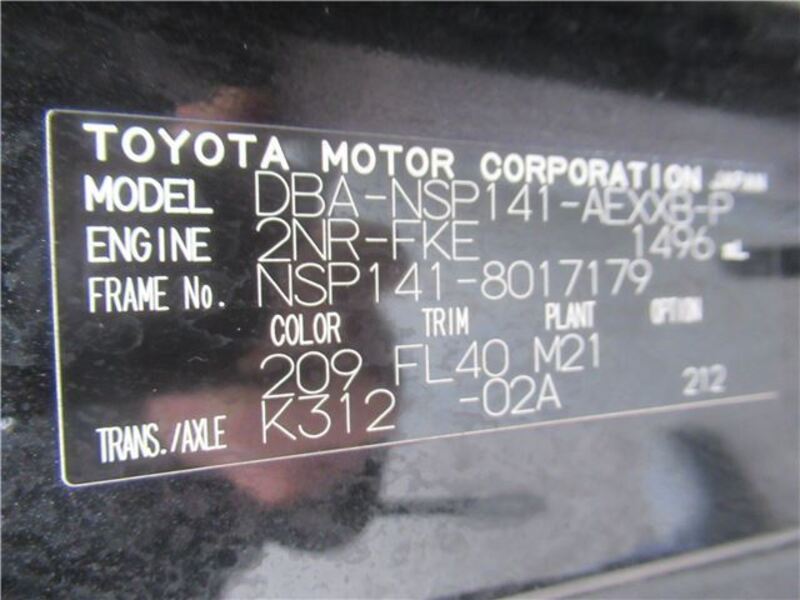 TOYOTA MOTOR CORPORATION JAPAN
MODEL DBA-NSP141-AEXXB-P
ENGINE 2NR-FKE 1496 mL
FRAME No. NSP141-8017179
COLOR TRIM PLANT OPTION
209 FL40 M21
TRANS./AXLE K312 -02A 212